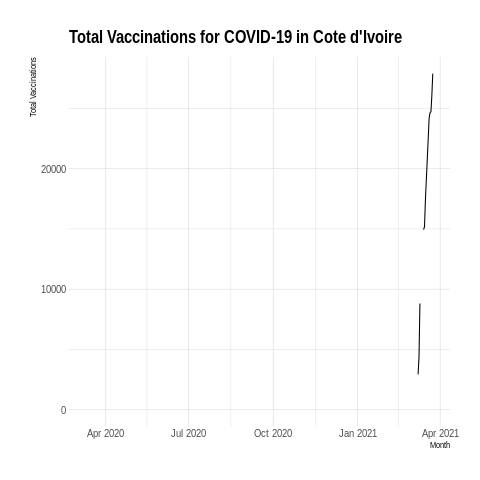 Total Vaccinations for COVID-19 in Cote d'Ivoire
Total Vaccinations
20000
10000
0
Apr 2020 Jul 2020 Oct 2020 Jan 2021 Apr 2021
Month